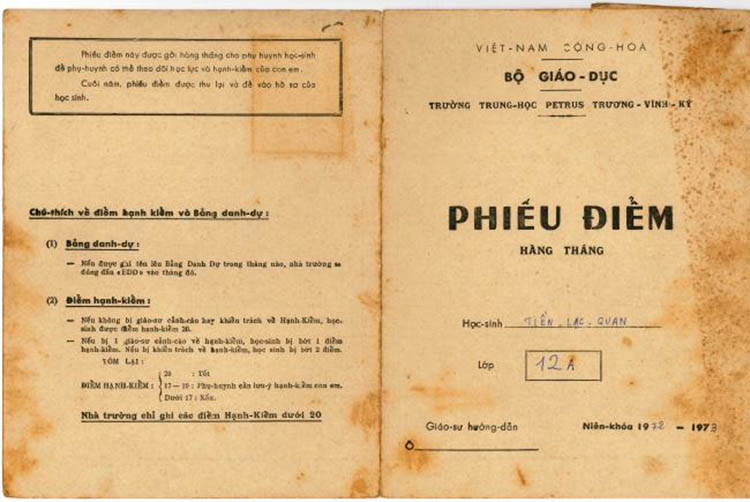 Phiếu điểm này được gởi hàng tháng cho phụ huynh học-sinh
để phụ-huynh có thể theo dõi học lực và hạnh-kiểm của con em.
Cuối năm, phiếu điểm được thu lại và để vào hồ sơ của
học sinh.
Chú-thích về điểm hạnh kiểm và Bảng danh-dự :
(1) Bảng danh-dự :
— Nếu được ghi tên lên Bảng Danh Dự trong tháng nào, nhà trường sẽ
đóng dấu «BDD» vào tháng đó.
(2) Điểm hạnh-kiểm :
— Nếu không bị giáo-sư cảnh-cáo hay khiển trách về Hạnh-Kiểm, học-
sinh được điểm hạnh-kiểm 20.
— Nếu bị 1 giáo-sư cảnh-cáo về hạnh-kiểm, học-sinh bị bớt 1 điểm
hạnh-kiểm. Nếu bị khiển trách về hạnh-kiểm, học sinh bị bớt 2 điểm.
TÓM LẠI :
20 : Tốt
ĐIỂM HẠNH-KIỂM : 17 — 19 : Phụ-huynh cần lưu-ý hạnh-kiểm con em.
Dưới 17 : Xấu.
Nhà trường chỉ ghi các điểm Hạnh-Kiểm dưới 20
VIỆT-NAM CỘNG-HÒA
BỘ GIÁO-DỤC
TRƯỜNG TRUNG-HỌC PETRUS TRƯƠNG-VĨNH-KÝ
PHIẾU ĐIỂM
HÀNG THÁNG
Học-sinh TIÊN LẠC QUAN
Lớp 12A
Giáo-sư hướng-dẫn Niên-khóa 1972 — 1973